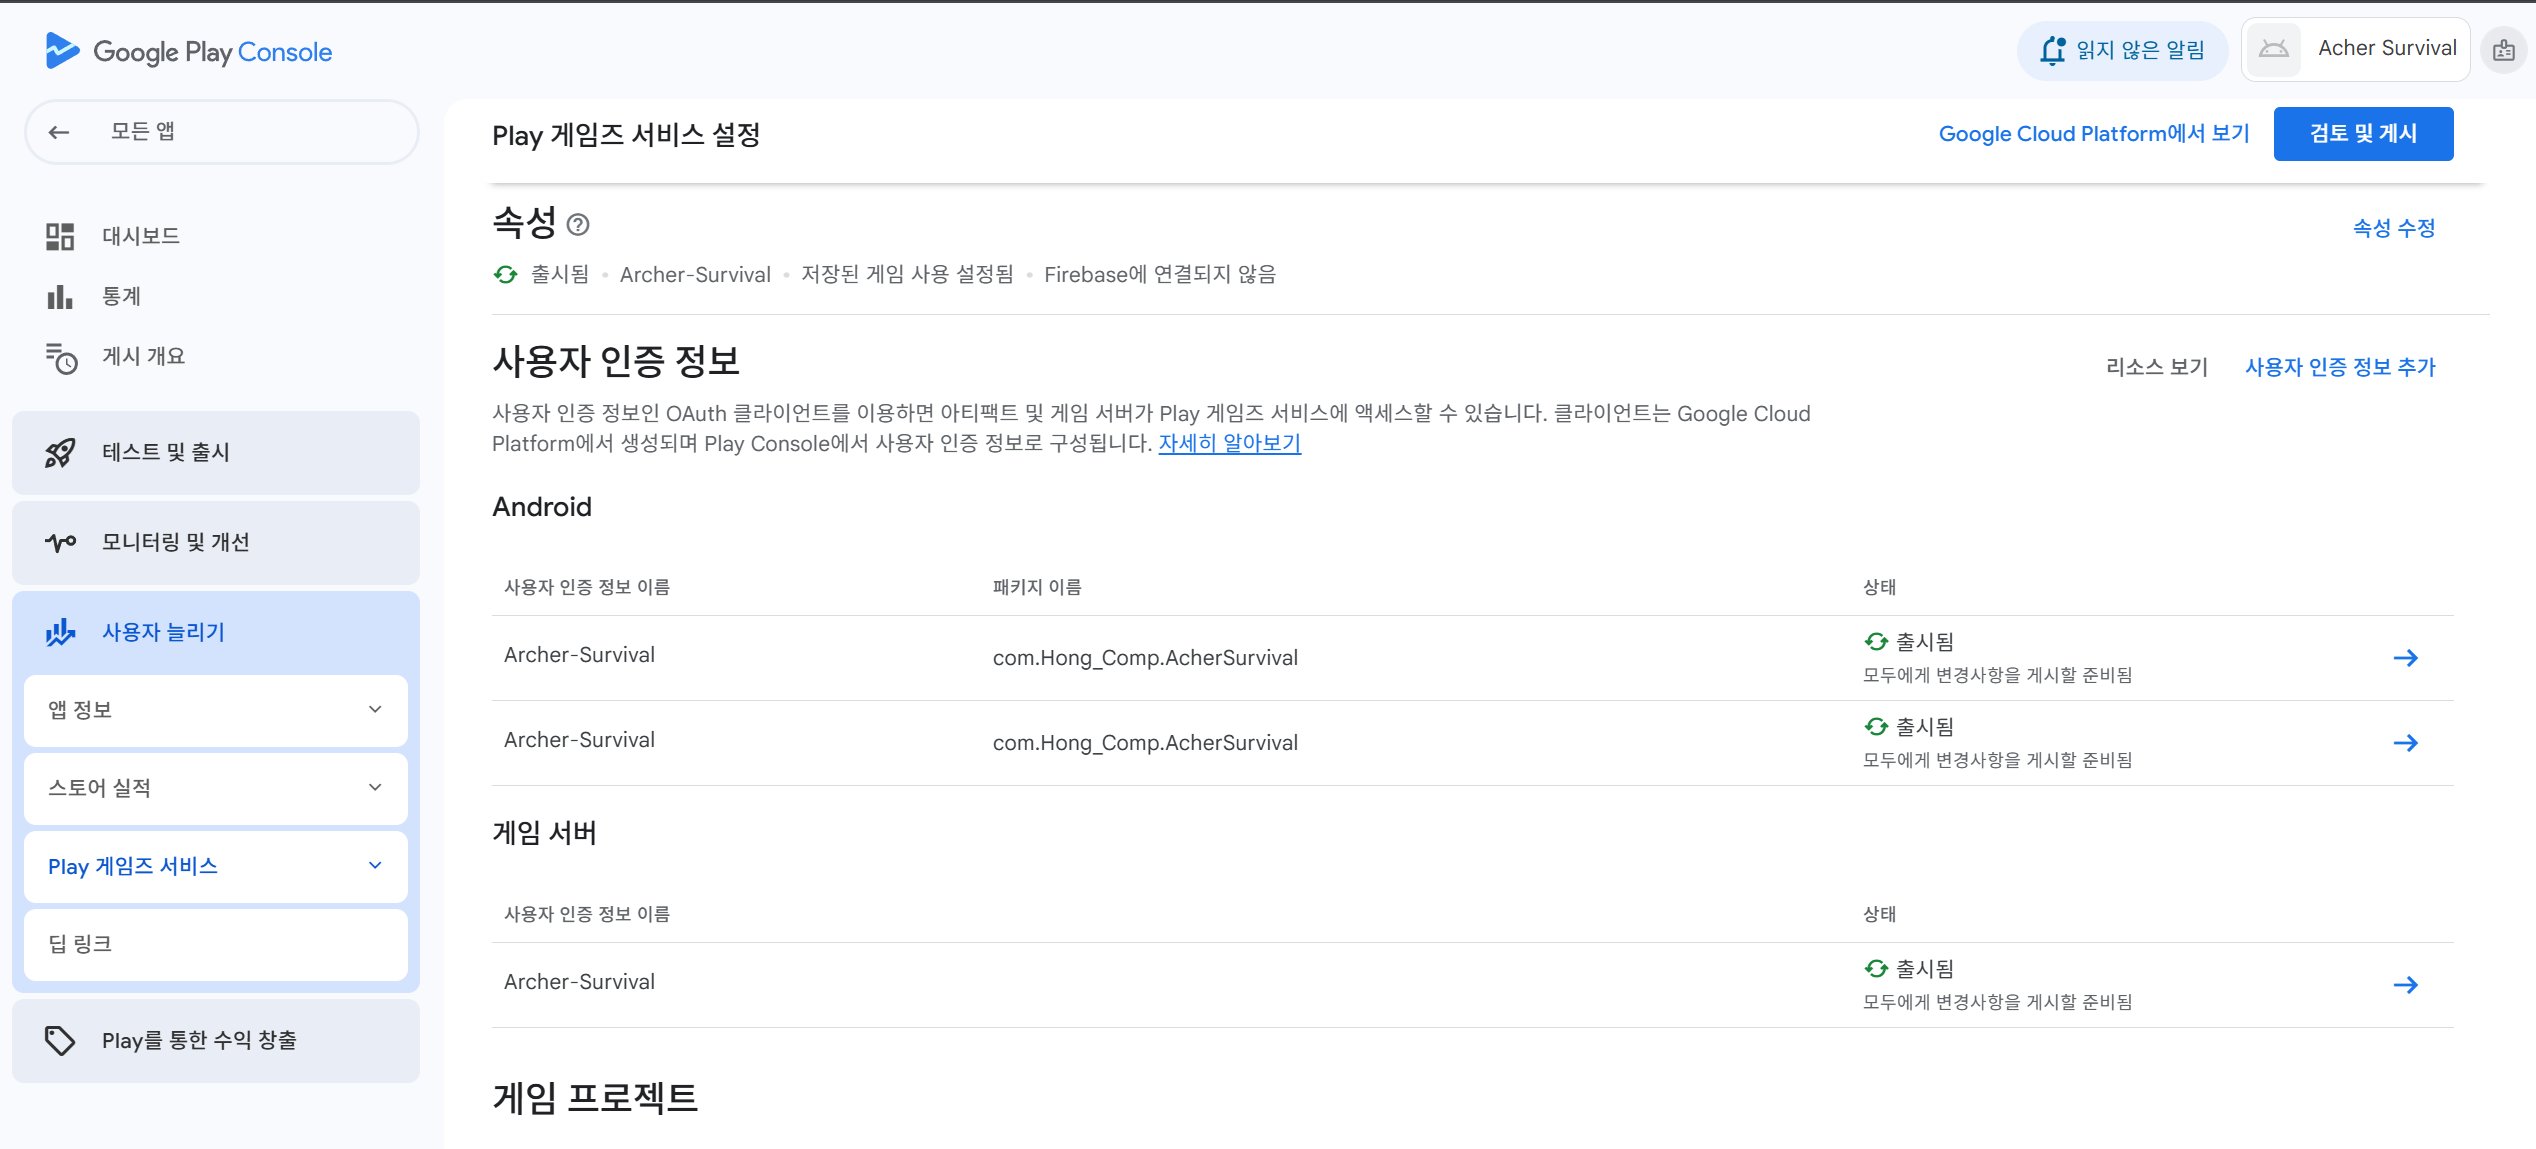 Google Play Console
읽지 않은 알림
Acher Survival
모든 앱
Play 게임즈 서비스 설정
Google Cloud Platform에서 보기
검토 및 게시
대시보드
통계
게시 개요
테스트 및 출시
모니터링 및 개선
사용자 늘리기
앱 정보
스토어 실적
Play 게임즈 서비스
딥 링크
Play를 통한 수익 창출
속성
속성 수정
출시됨 • Archer-Survival • 저장된 게임 사용 설정됨 • Firebase에 연결되지 않음
사용자 인증 정보
리소스 보기
사용자 인증 정보 추가
사용자 인증 정보인 OAuth 클라이언트를 이용하면 아티팩트 및 게임 서버가 Play 게임즈 서비스에 액세스할 수 있습니다. 클라이언트는 Google Cloud
Platform에서 생성되며 Play Console에서 사용자 인증 정보로 구성됩니다. 자세히 알아보기
Android
사용자 인증 정보 이름 패키지 이름 상태
Archer-Survival com.Hong_Comp.AcherSurvival 출시됨
모두에게 변경사항을 게시할 준비됨
Archer-Survival com.Hong_Comp.AcherSurvival 출시됨
모두에게 변경사항을 게시할 준비됨
게임 서버
사용자 인증 정보 이름 상태
Archer-Survival 출시됨
모두에게 변경사항을 게시할 준비됨
게임 프로젝트